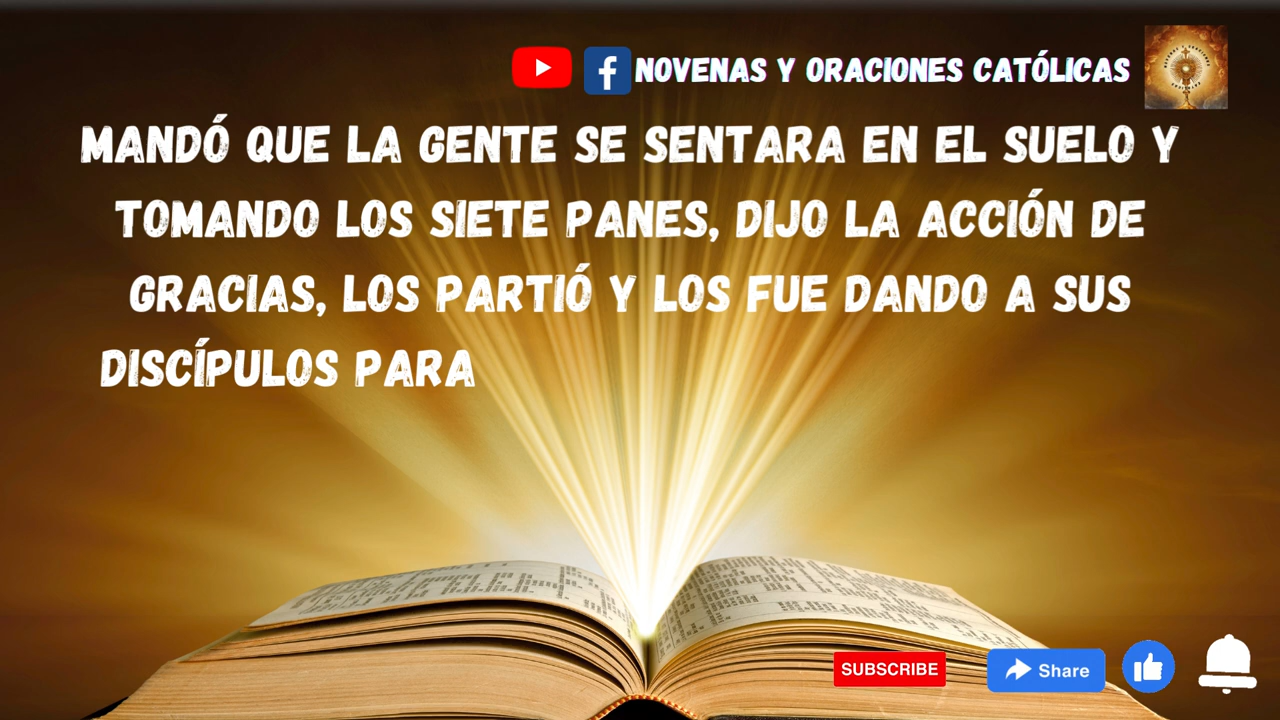 NOVENAS Y ORACIONES CATÓLICAS
MANDÓ QUE LA GENTE SE SENTARA EN EL SUELO Y
TOMANDO LOS SIETE PANES, DIJO LA ACCIÓN DE
GRACIAS, LOS PARTIÓ Y LOS FUE DANDO A SUS
DISCÍPULOS PARA
SUBSCRIBE
Share